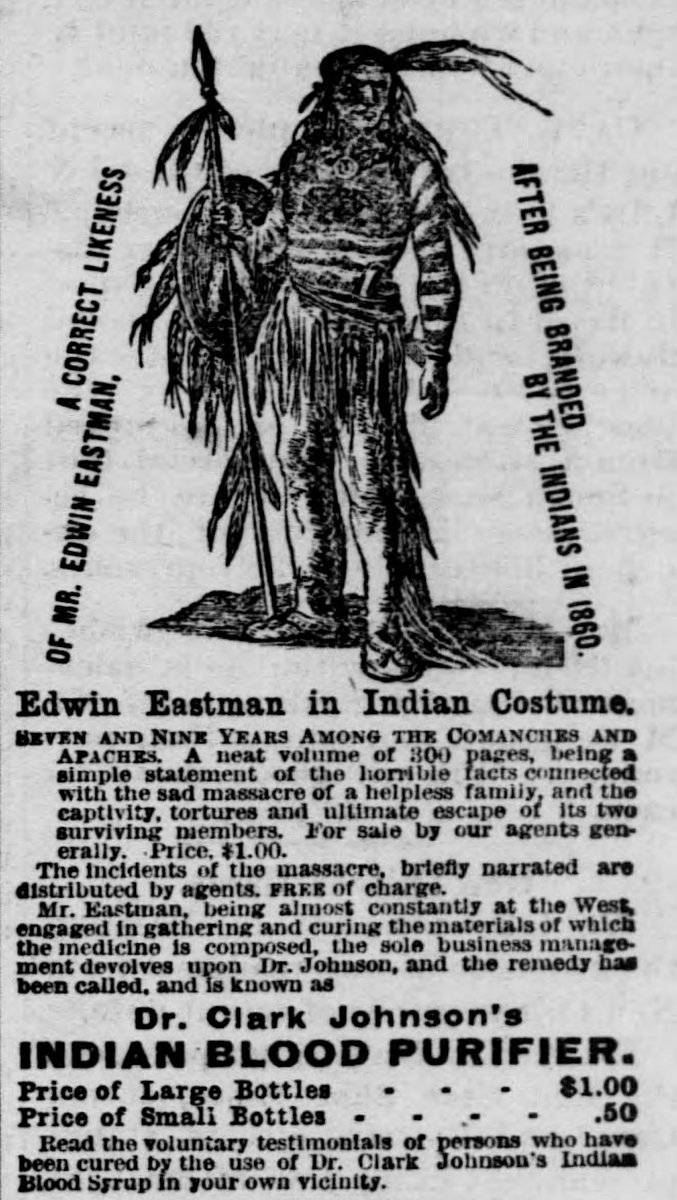 A CORRECT LIKENESS
OF MR. EDWIN EASTMAN,
AFTER BEING BRANDED
BY THE INDIANS IN 1860.
Edwin Eastman in Indian Costume.
SEVEN AND NINE YEARS AMONG THE COMANCHES AND
APACHES. A neat volume of 300 pages, being a
simple statement of the horrible facts connected
with the sad massacre of a helpless family, and the
captivity, tortures and ultimate escape of its two
surviving members. For sale by our agents gen-
erally. Price, $1.00.
The incidents of the massacre, briefly narrated are
distributed by agents, FREE of charge.
Mr. Eastman, being almost constantly at the West,
engaged in gathering and curing the materials of which
the medicine is composed, the sole business manage-
ment devolves upon Dr. Johnson, and the remedy has
been called, and is known as
Dr. Clark Johnson's
INDIAN BLOOD PURIFIER.
Price of Large Bottles - - - $1.00
Price of Small Bottles - - - - .50
Read the voluntary testimonials of persons who have
been cured by the use of Dr. Clark Johnson's Indian
Blood Syrup in your own vicinity.